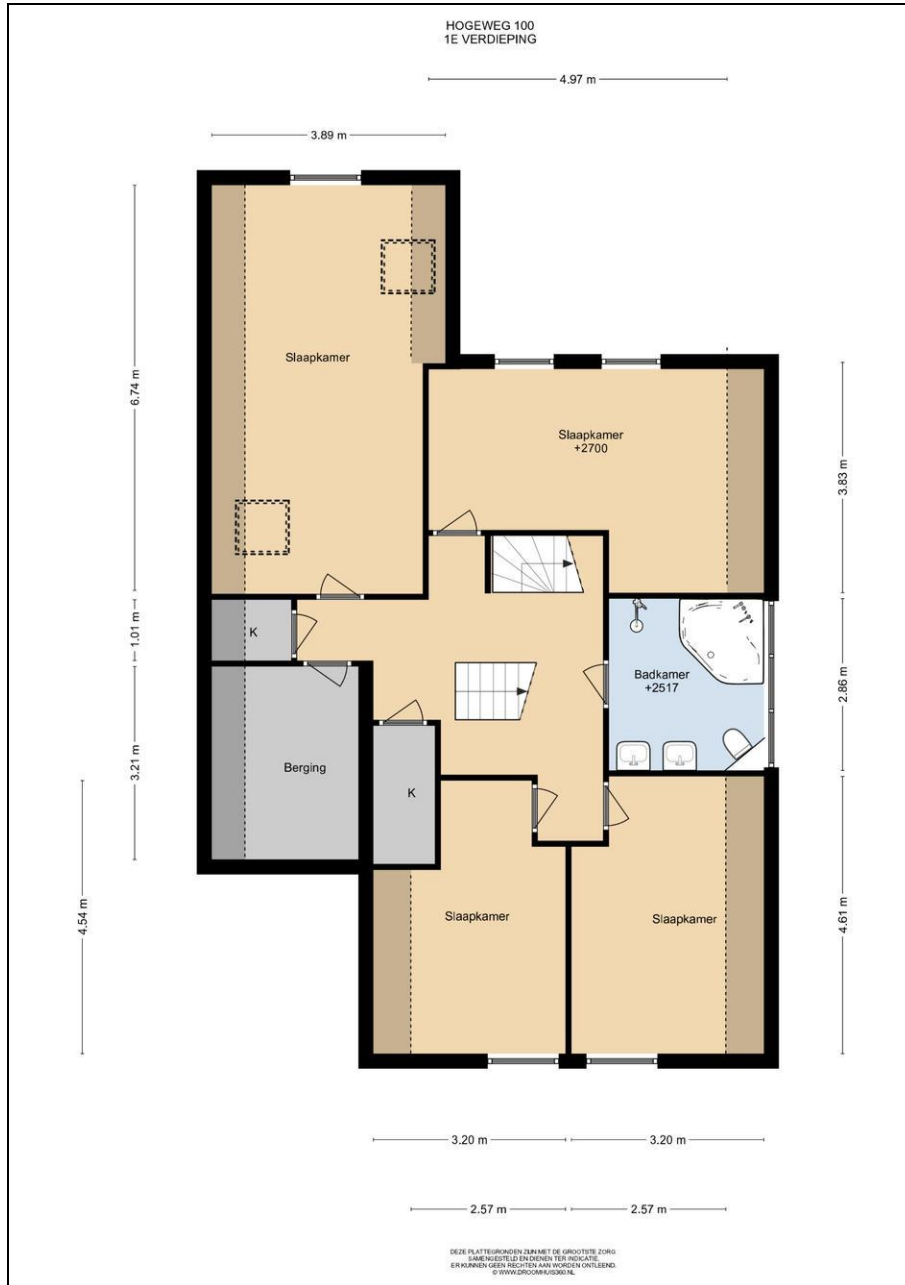 HOGEWEG 100
1E VERDIEPING
4.97 m
3.89 m
Slaapkamer
6.74 m
Slaapkamer
+2700
3.83 m
1.01 m
K
Badkamer
+2517
2.86 m
3.21 m
Berging
K
4.54 m
Slaapkamer
Slaapkamer
4.61 m
3.20 m
3.20 m
2.57 m
2.57 m
DEZE PLATTEGRONDEN ZIJN MET DE GROOTSTE ZORG
SAMENGESTELD EN DIENEN TER INDICATIE.
ER KUNNEN GEEN RECHTEN AAN WORDEN ONTLEEND.
© WWW.DROOMHUIS360.NL